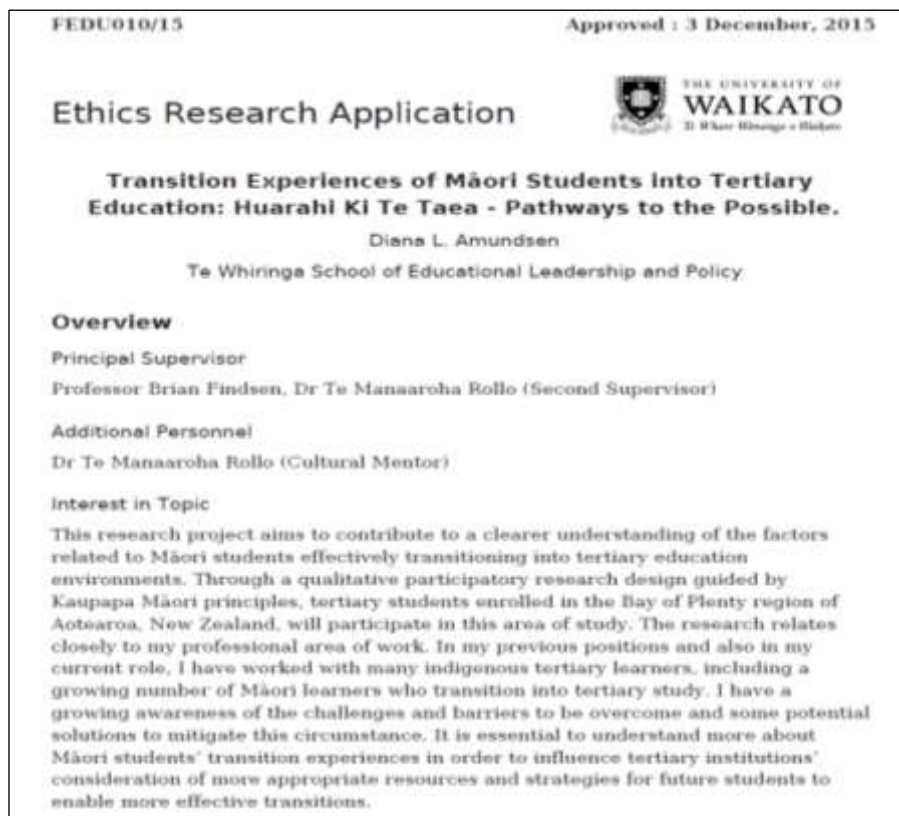 FEDU010/15 Approved : 3 December, 2015
Ethics Research Application
THE UNIVERSITY OF
WAIKATO
Te Whare Wānanga o Waikato
Transition Experiences of Māori Students into Tertiary
Education: Huarahi Ki Te Taea - Pathways to the Possible.
Diana L. Amundsen
Te Whiringa School of Educational Leadership and Policy
Overview
Principal Supervisor
Professor Brian Findsen, Dr Te Manaaroha Rollo (Second Supervisor)
Additional Personnel
Dr Te Manaaroha Rollo (Cultural Mentor)
Interest in Topic
This research project aims to contribute to a clearer understanding of the factors
related to Māori students effectively transitioning into tertiary education
environments. Through a qualitative participatory research design guided by
Kaupapa Māori principles, tertiary students enrolled in the Bay of Plenty region of
Aotearoa, New Zealand, will participate in this area of study. The research relates
closely to my professional area of work. In my previous positions and also in my
current role, I have worked with many indigenous tertiary learners, including a
growing number of Māori learners who transition into tertiary study. I have a
growing awareness of the challenges and barriers to be overcome and some potential
solutions to mitigate this circumstance. It is essential to understand more about
Māori students' transition experiences in order to influence tertiary institutions'
consideration of more appropriate resources and strategies for future students to
enable more effective transitions.